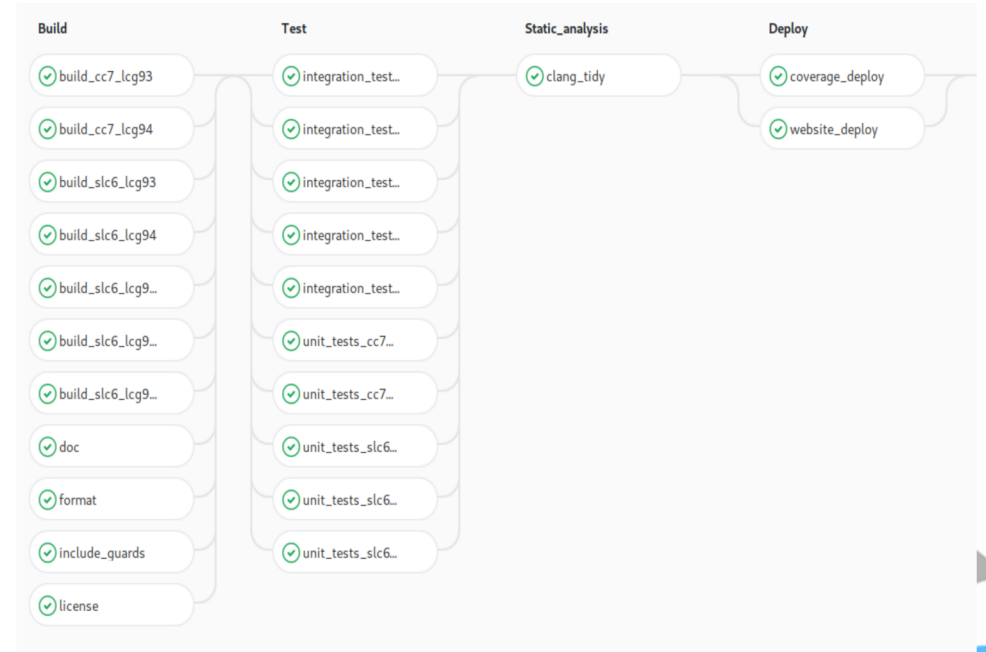 Build
build_cc7_lcg93
build_cc7_lcg94
build_slc6_lcg93
build_slc6_lcg94
build_slc6_lcg9...
build_slc6_lcg9...
build_slc6_lcg9...
doc
format
include_guards
license
Test
integration_test...
integration_test...
integration_test...
integration_test...
integration_test...
unit_tests_cc7...
unit_tests_cc7...
unit_tests_slc6...
unit_tests_slc6...
unit_tests_slc6...
Static_analysis
clang_tidy
Deploy
coverage_deploy
website_deploy